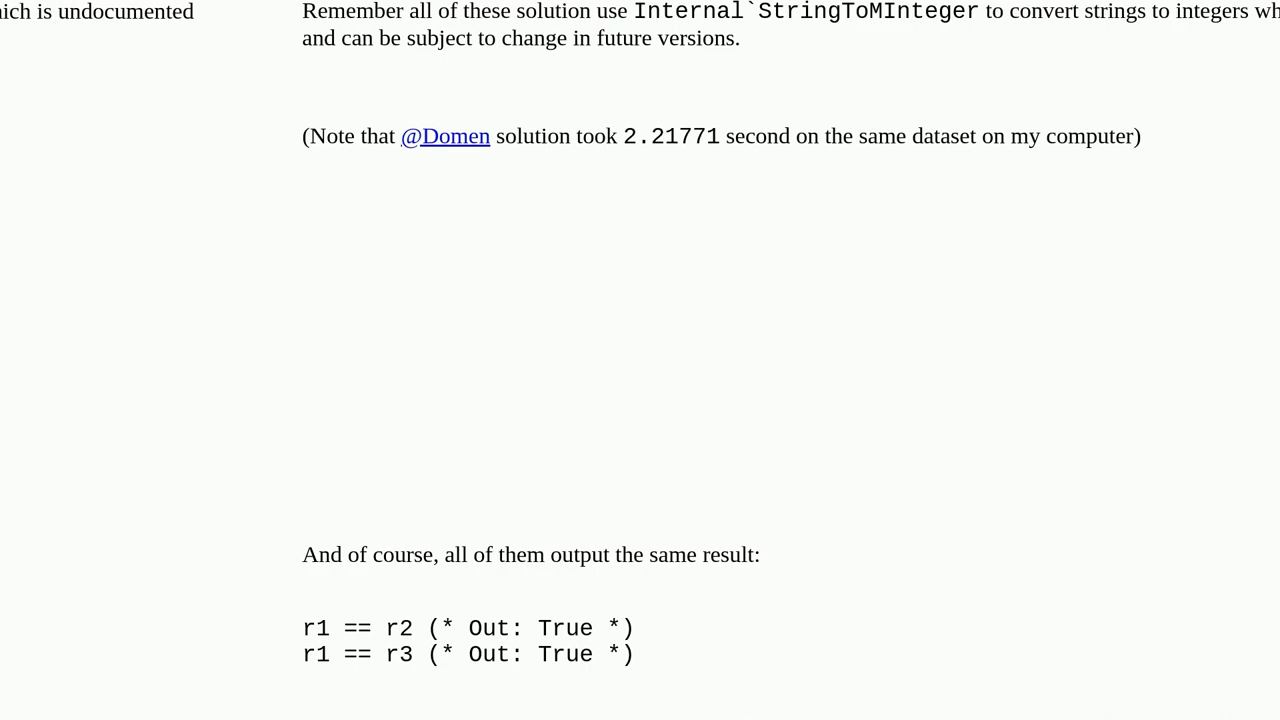 Remember all of these solution use Internal`StringToMInteger to convert strings to integers
hich is undocumented
and can be subject to change in future versions.
(Note that @Domen solution took 2.21771 second on the same dataset on my computer)
And of course, all of them output the same result:
r1 == r2 (* Out: True *)
r1 == r3 (* Out: True *)